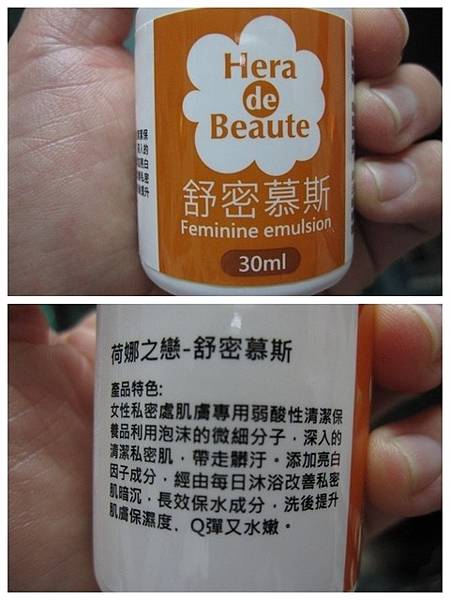 Hera
de
Beaute
舒密慕斯
Feminine emulsion
30ml
荷娜之戀-舒密慕斯
產品特色:
女性私密處肌膚專用弱酸性清潔保
養品利用泡沫的微細分子，深入的
清潔私密肌，帶走髒汙。添加亮白
因子成分，經由每日沐浴改善私密
肌暗沉，長效保水成分，洗後提升
肌膚保濕度，Q彈又水嫩。